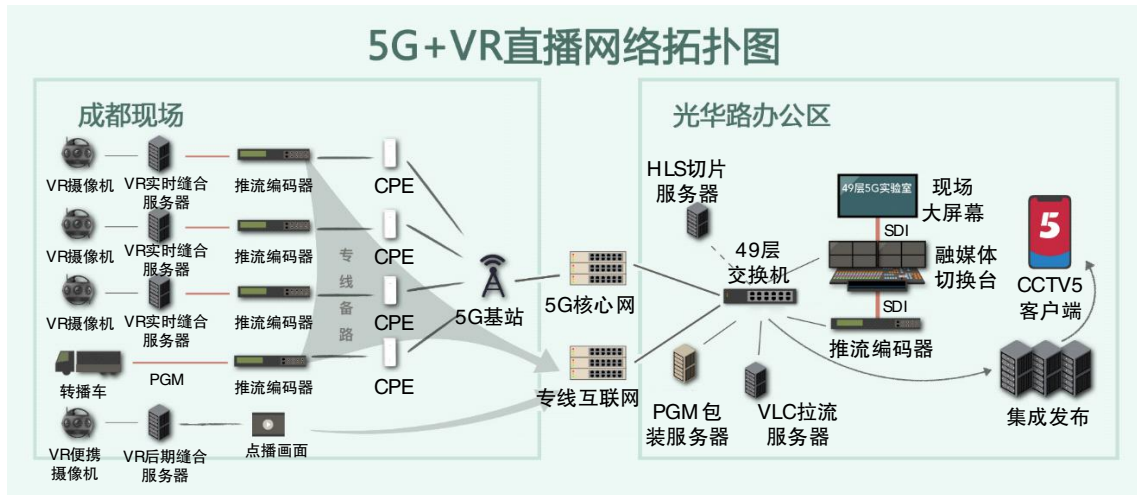 5G+VR直播网络拓扑图
成都现场
VR摄像机
VR实时缝合
服务器
推流编码器
CPE
VR摄像机
VR实时缝合
服务器
推流编码器
CPE
VR摄像机
VR实时缝合
服务器
推流编码器
CPE
转播车
PGM
推流编码器
CPE
VR便携
摄像机
VR后期缝合
服务器
点播画面
专
线
备
路
5G基站
5G核心网
专线互联网
光华路办公区
HLS切片
服务器
49层
交换机
49层5G实验室
现场
大屏幕
SDI
融媒体
切换台
SDI
推流编码器
PGM包
装服务器
VLC拉流
服务器
5
CCTV5
客户端
集成发布